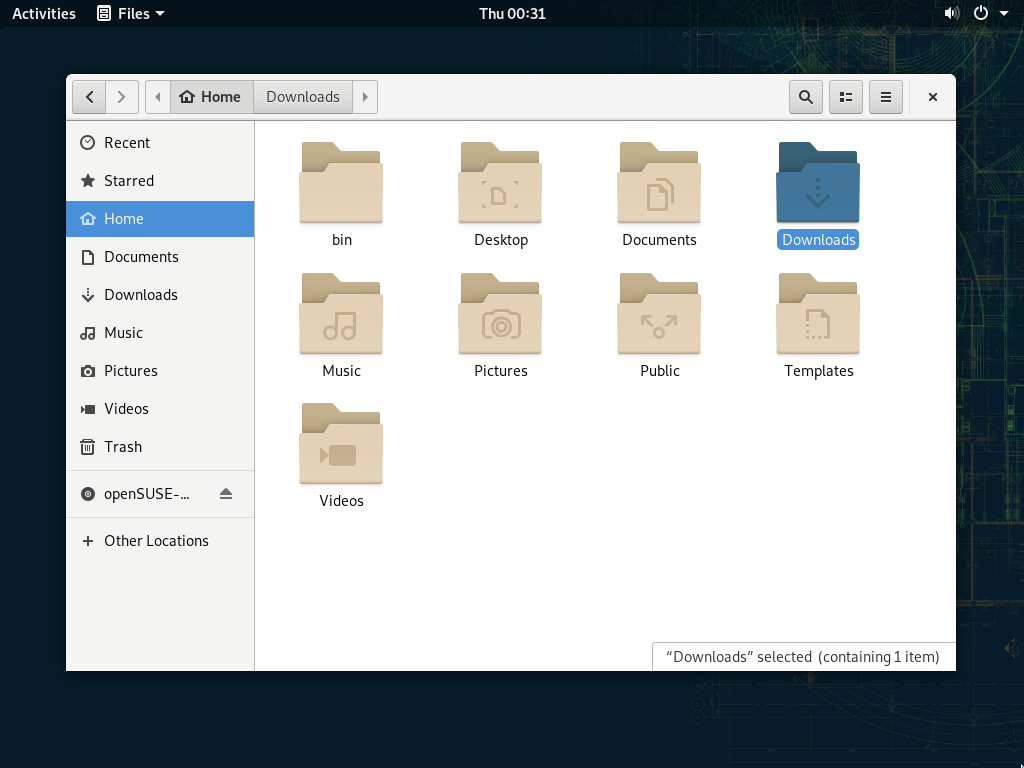 Activities Files Thu 00:31
Home Downloads
Recent
Starred
Home
Documents
Downloads
Music
Pictures
Videos
Trash
openSUSE-...
Other Locations
bin Desktop Documents Downloads
Music Pictures Public Templates
Videos
“Downloads” selected (containing 1 item)